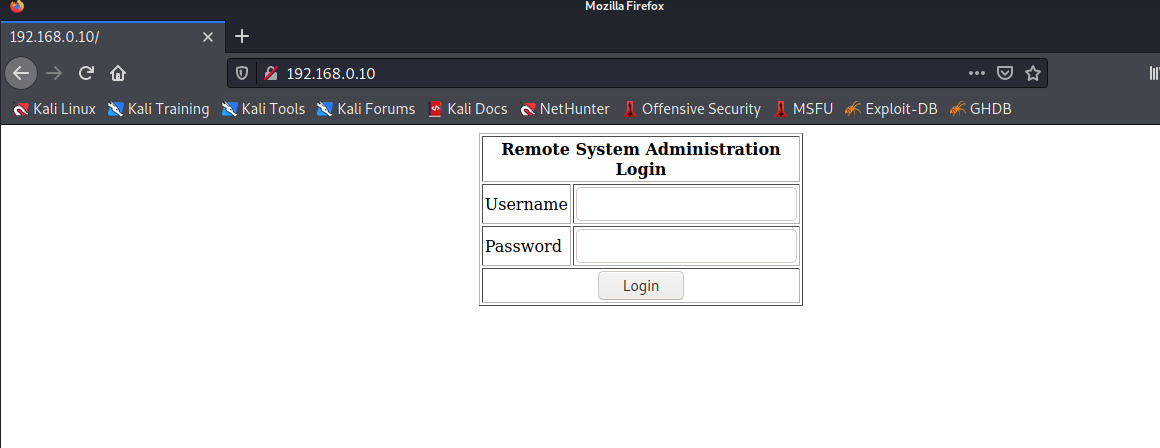 Mozilla Firefox
192.168.0.10/
192.168.0.10
Kali Linux Kali Training Kali Tools Kali Forums Kali Docs NetHunter Offensive Security MSFU Exploit-DB GHDB
Remote System Administration
Login
Username
Password
Login